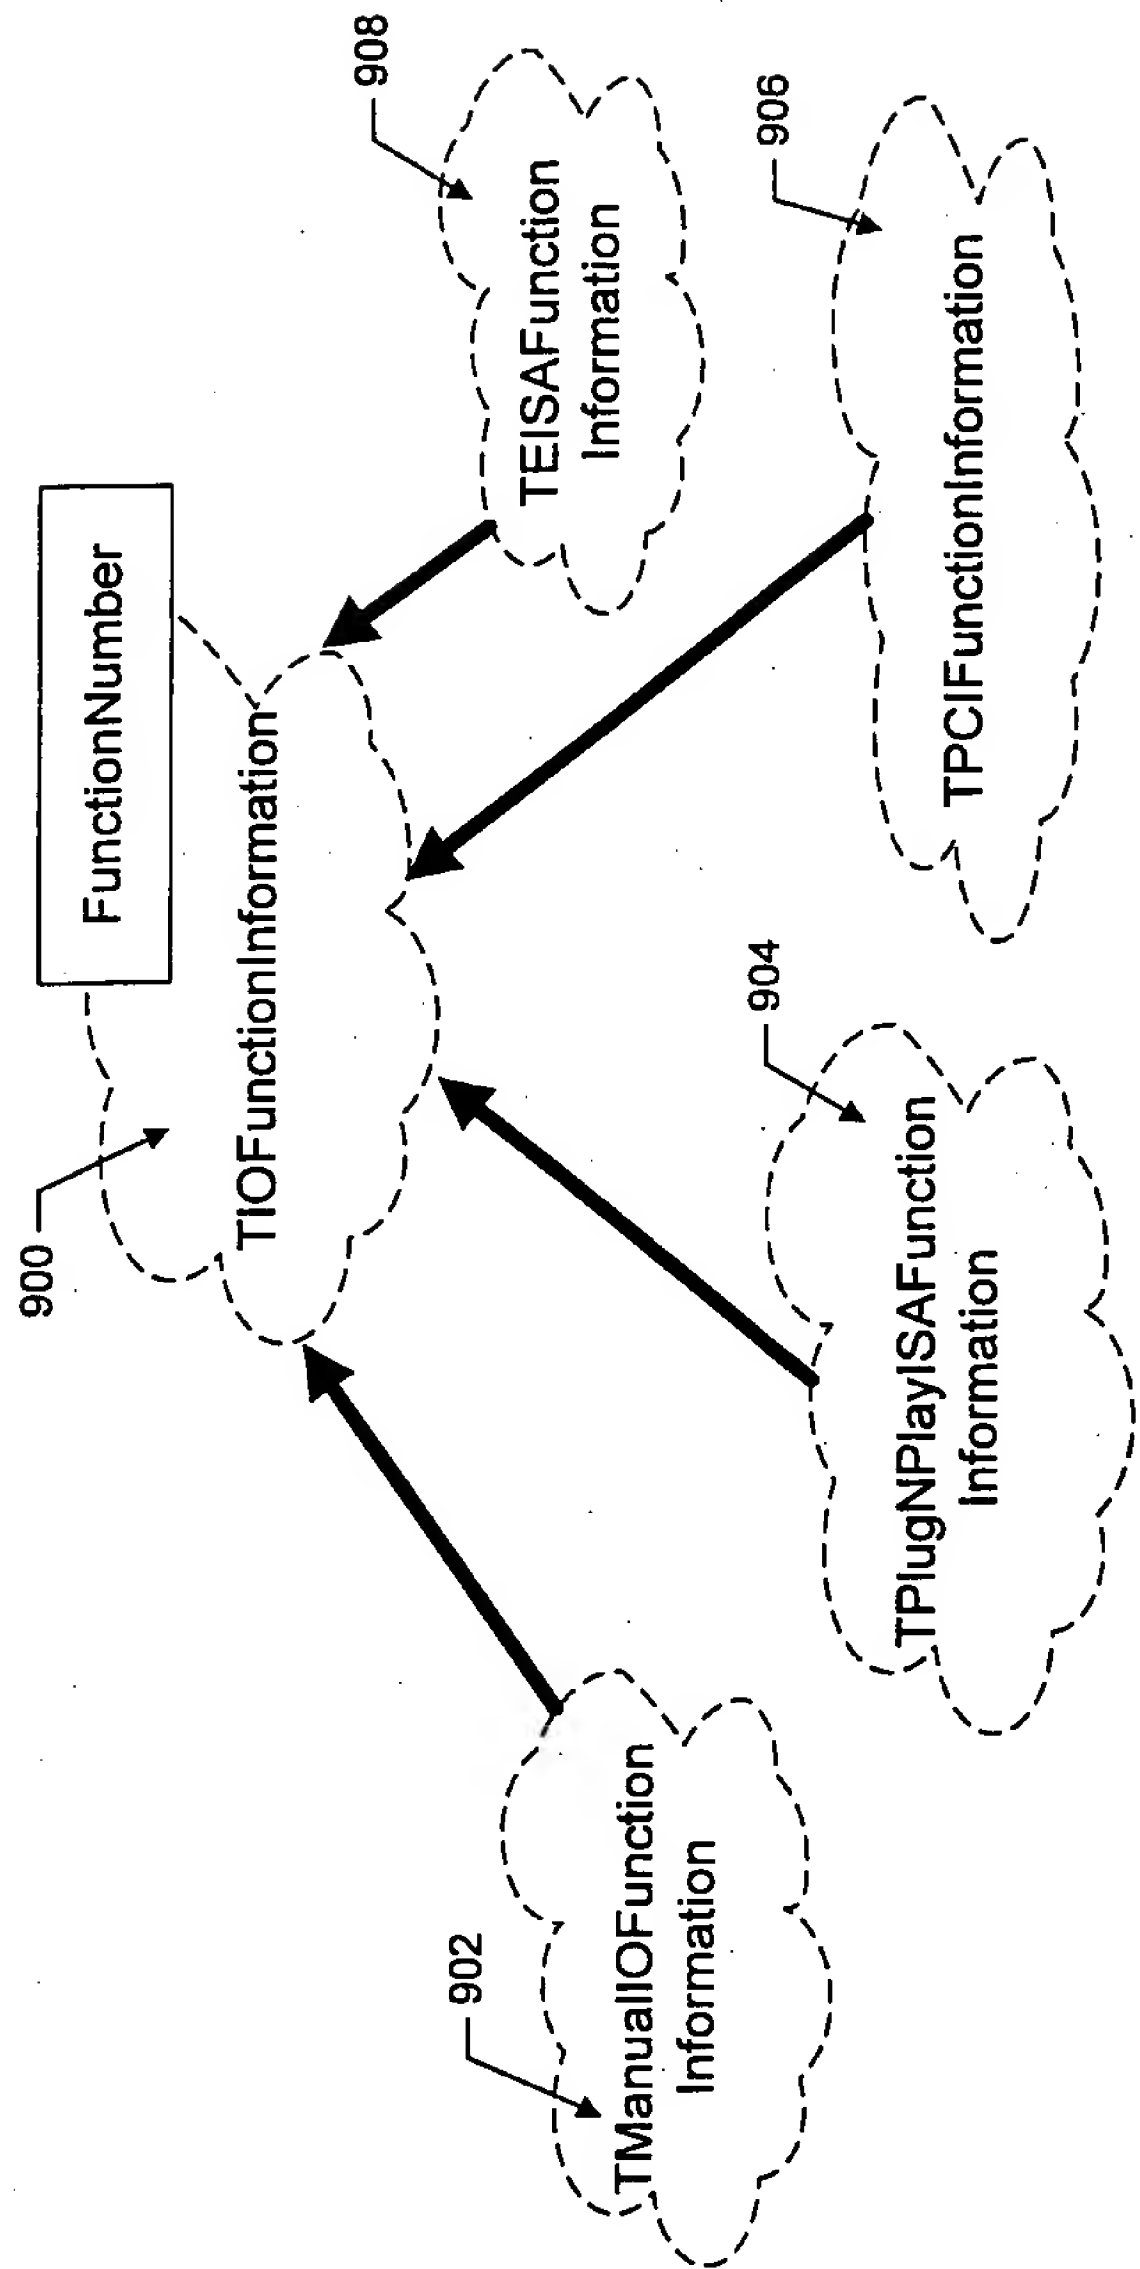 FunctionNumber
900
TIOFunctionInformation
902
TManualIOFunction
Information
904
TPlugNPlayISAFunction
Information
906
TPCIFunctionInformation
908
TEISAFunction
Information